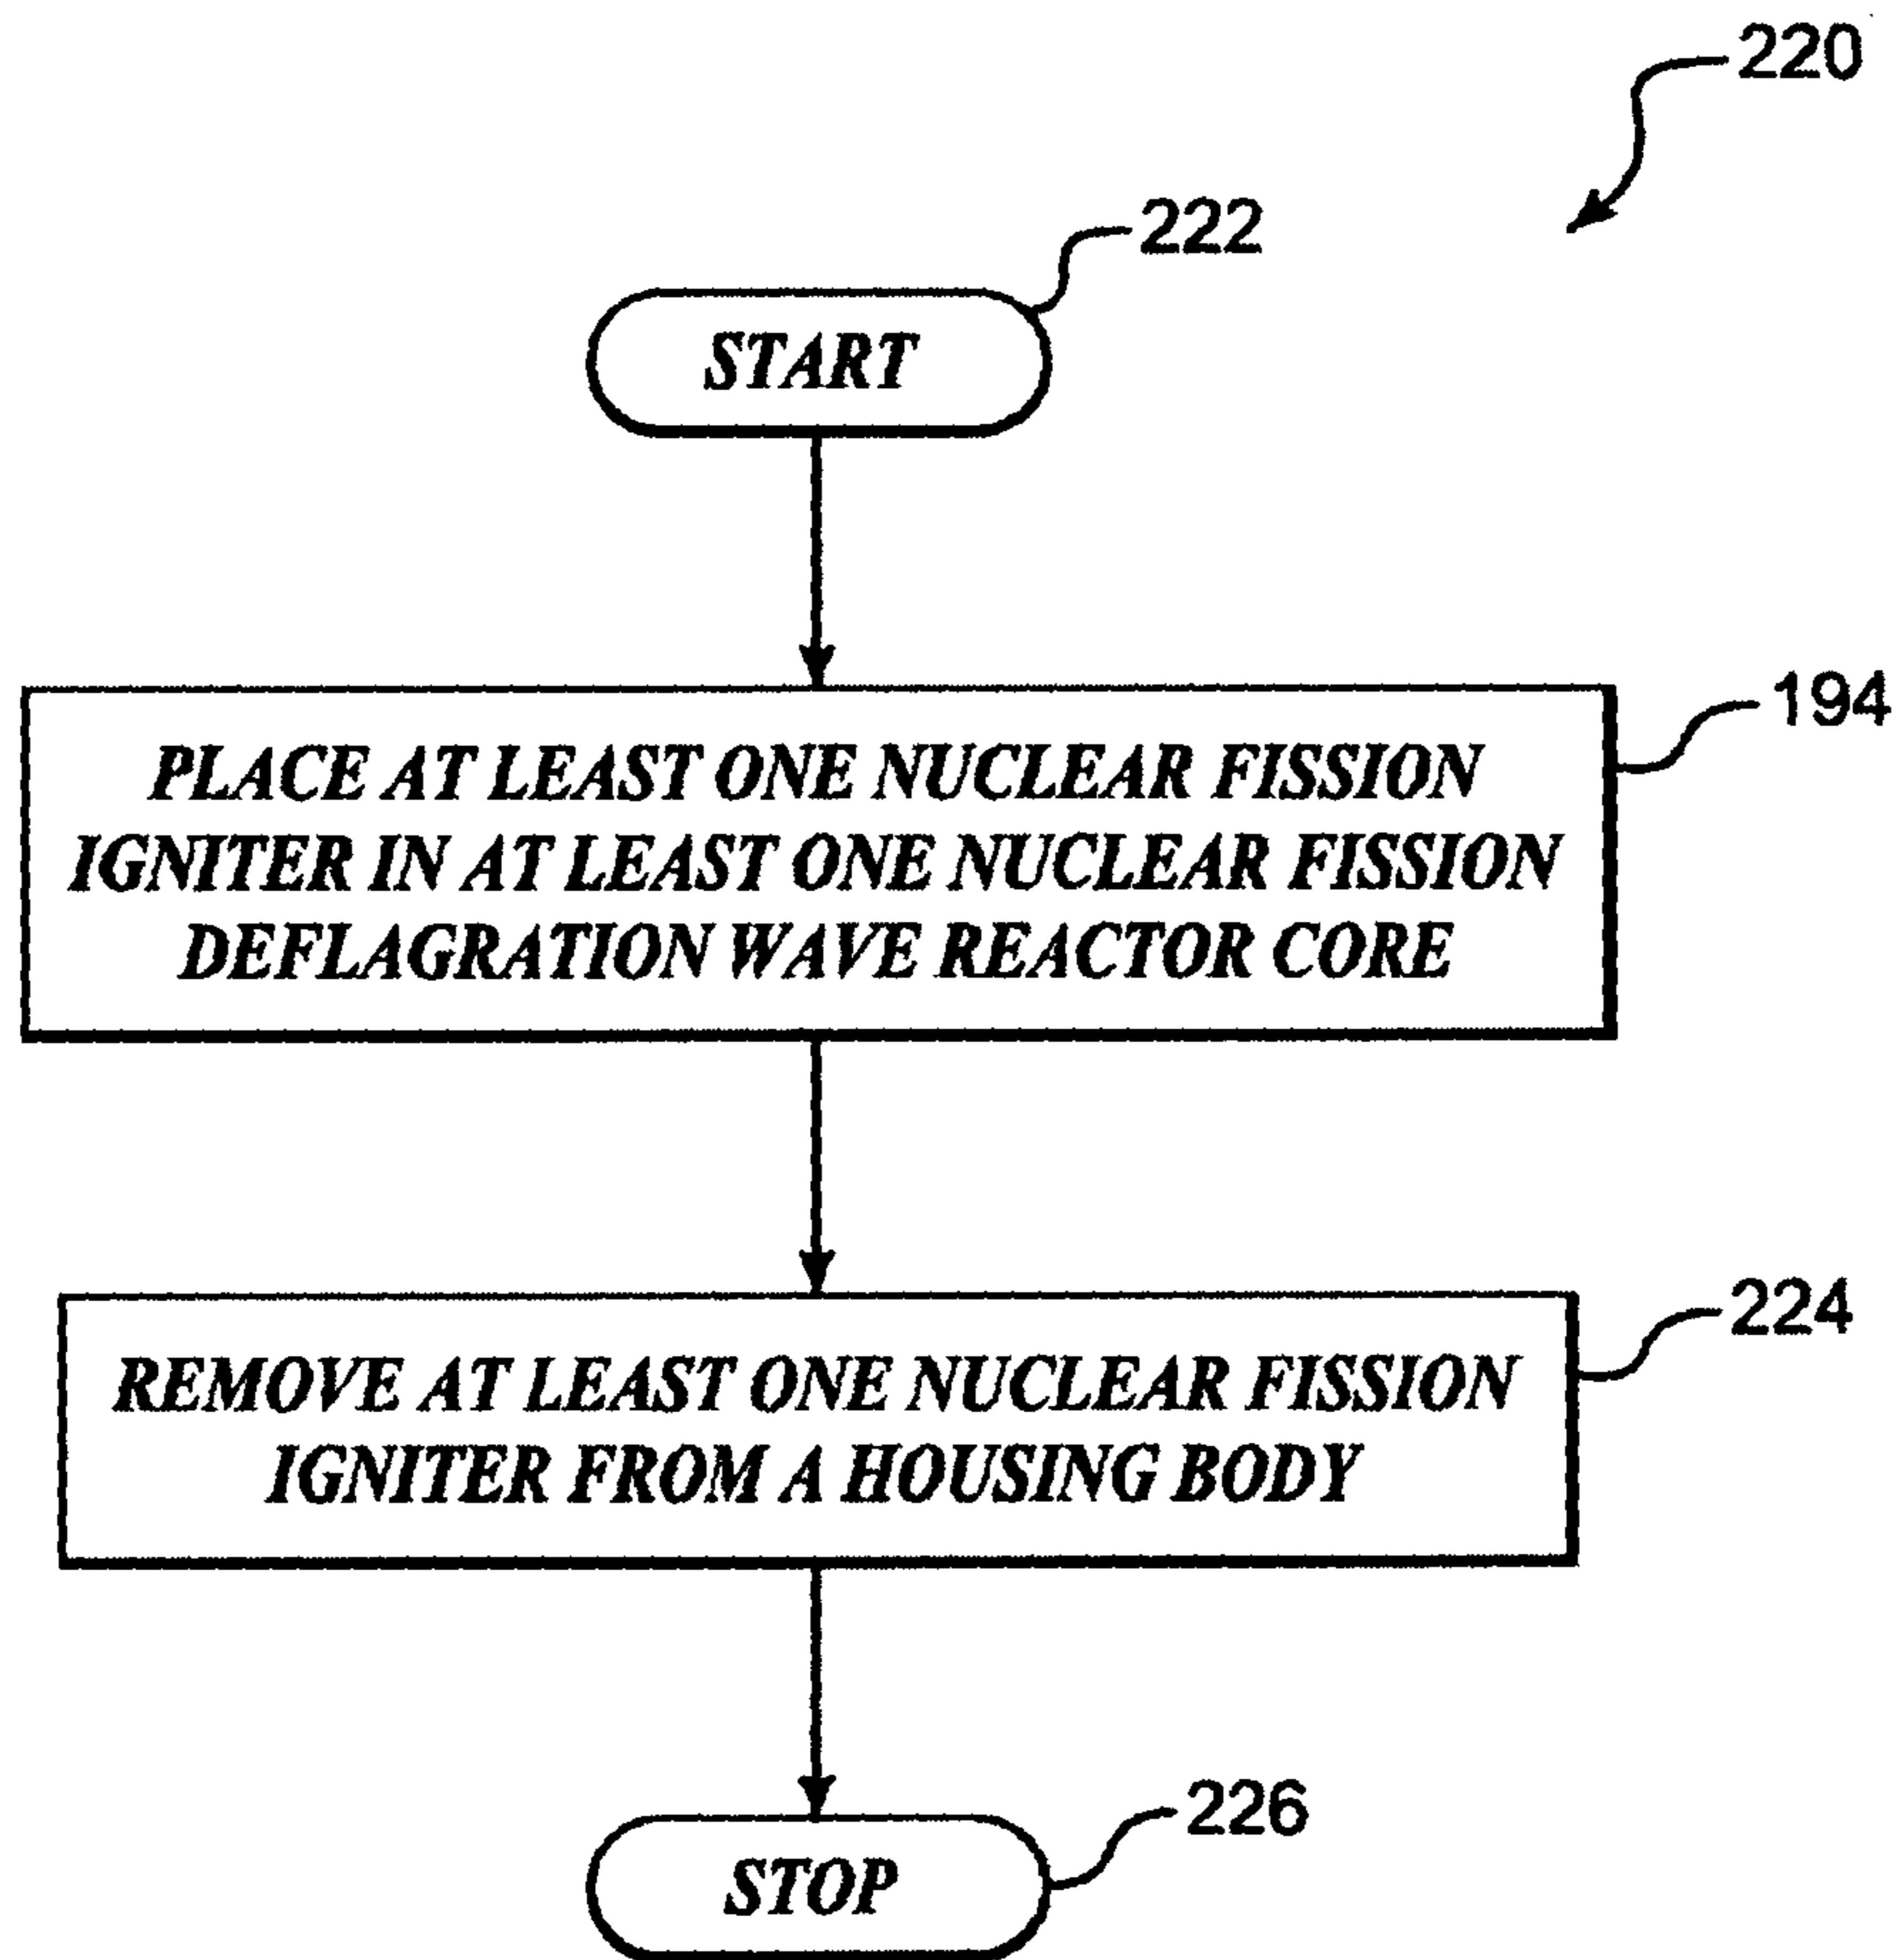 220
222
START
194
PLACE AT LEAST ONE NUCLEAR FISSION
IGNITER IN AT LEAST ONE NUCLEAR FISSION
DEFLAGRATION WAVE REACTOR CORE
224
REMOVE AT LEAST ONE NUCLEAR FISSION
IGNITER FROM A HOUSING BODY
226
STOP